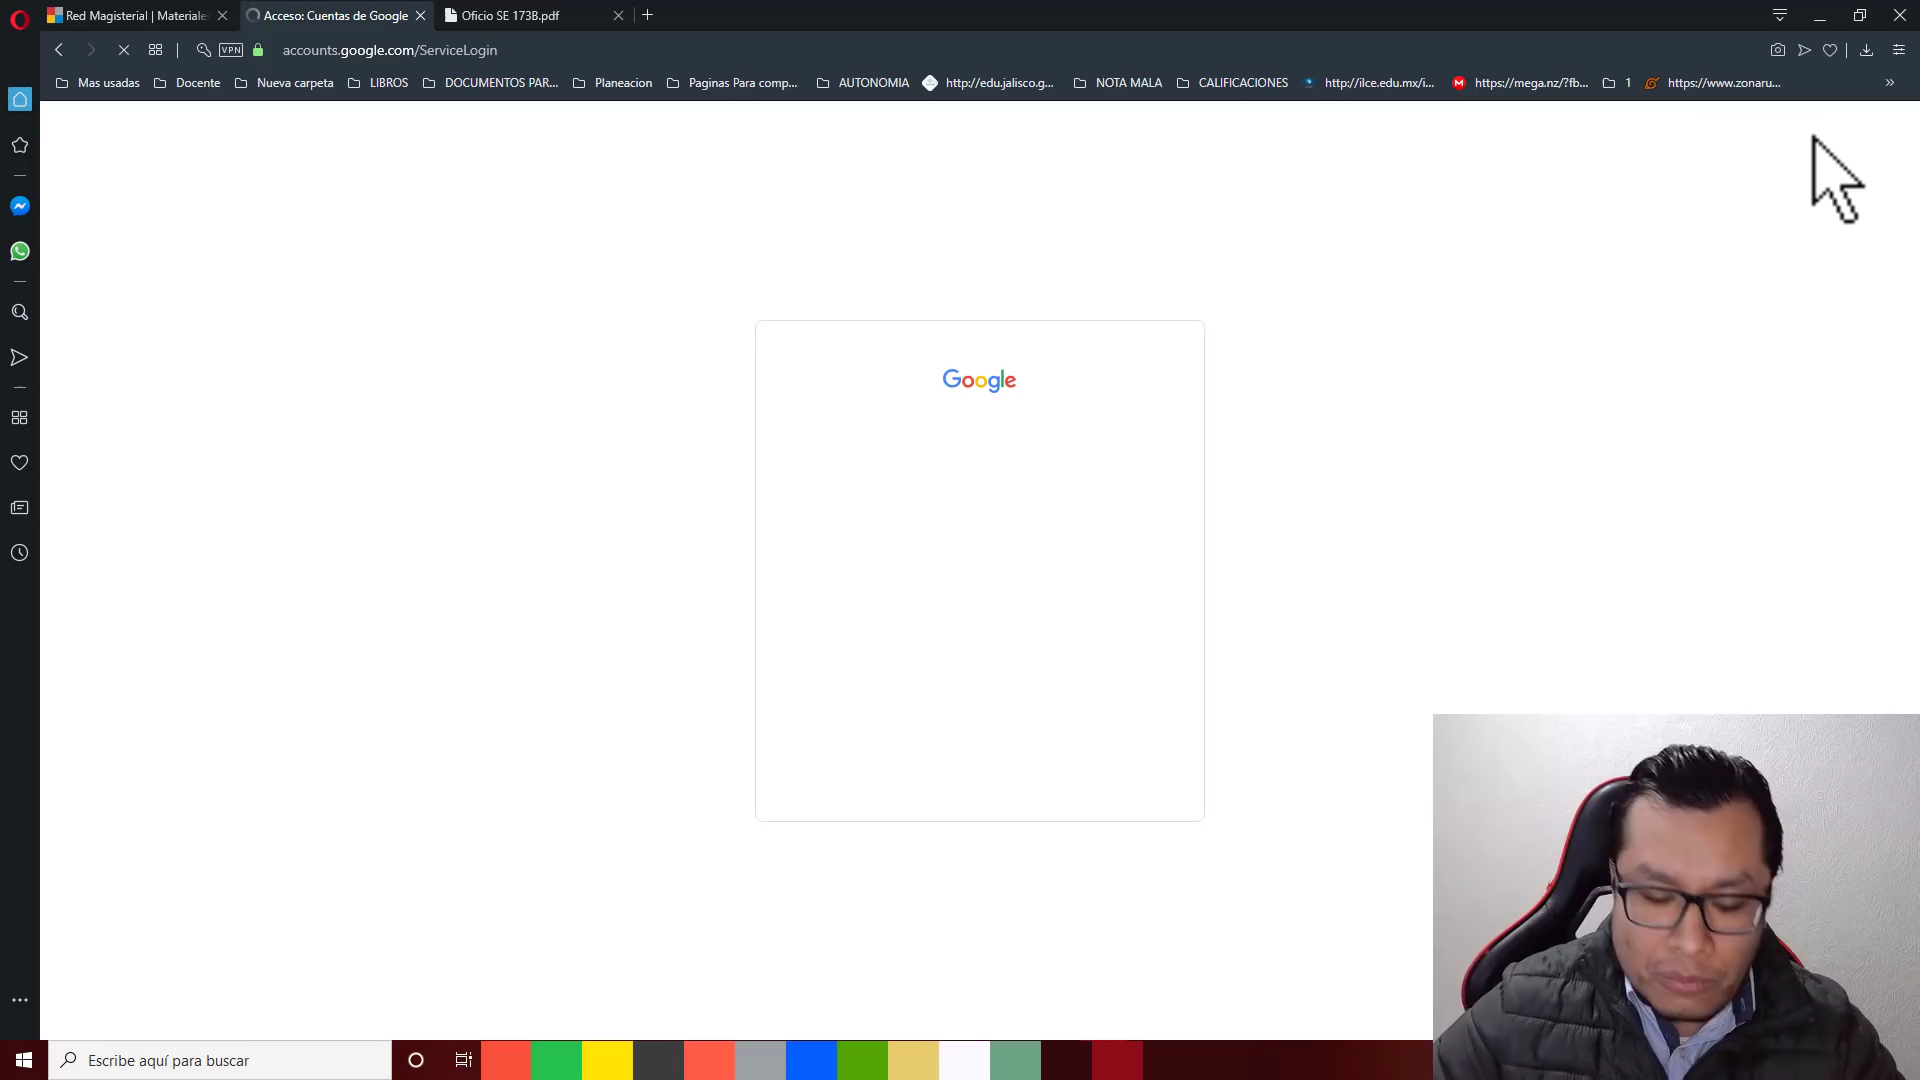 Red Magisterial | Materiale
Acceso: Cuentas de Google
Oficio SE 173B.pdf
VPN
accounts.google.com/ServiceLogin
Mas usadas
Docente
Nueva carpeta
LIBROS
DOCUMENTOS PAR...
Planeacion
Paginas Para comp...
AUTONOMIA
http://edu.jalisco.g...
NOTA MALA
CALIFICACIONES
http://ilce.edu.mx/i...
M
https://mega.nz/?fb...
1
https://www.zonaru...
»
Google
Escribe aquí para buscar